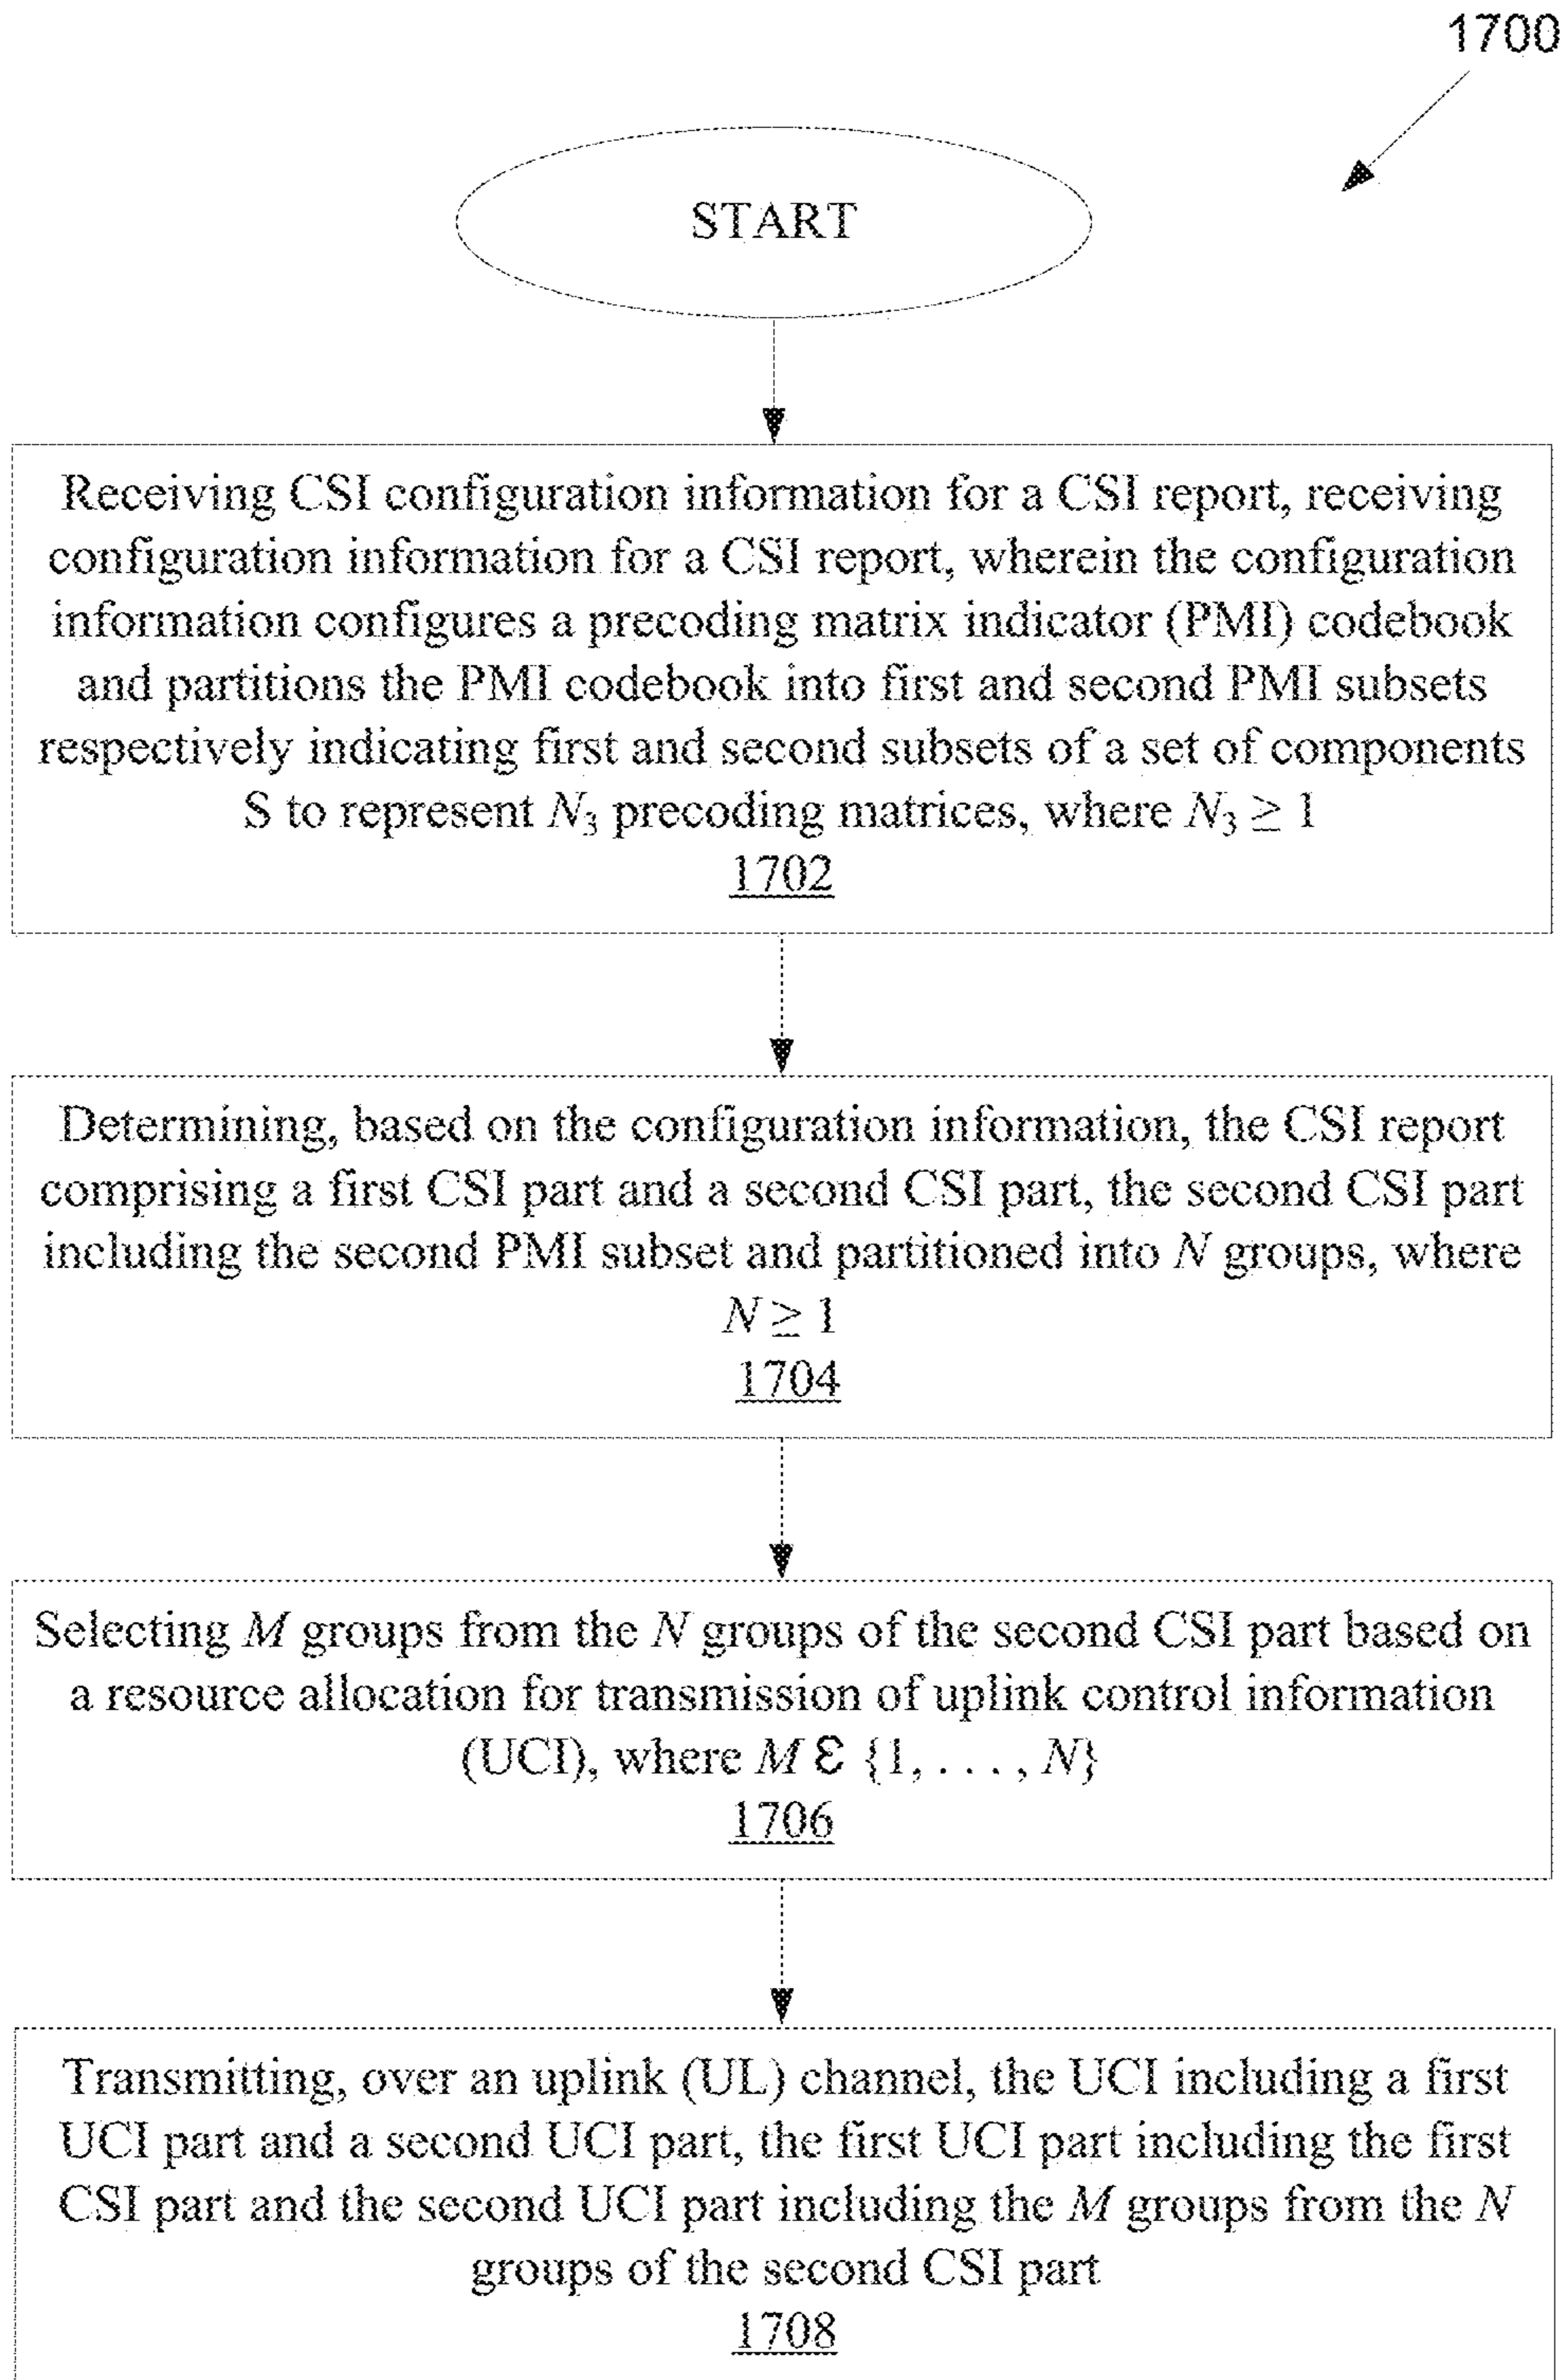 1700
START
Receiving CSI configuration information for a CSI report, receiving
configuration information for a CSI report, wherein the configuration
information configures a precoding matrix indicator (PMI) codebook
and partitions the PMI codebook into first and second PMI subsets
respectively indicating first and second subsets of a set of components
S to represent N₃ precoding matrices, where N₃ ≥ 1
1702
Determining, based on the configuration information, the CSI report
comprising a first CSI part and a second CSI part, the second CSI part
including the second PMI subset and partitioned into N groups, where
N ≥ 1
1704
Selecting M groups from the N groups of the second CSI part based on
a resource allocation for transmission of uplink control information
(UCI), where M Ɛ {1, . . . , N}
1706
Transmitting, over an uplink (UL) channel, the UCI including a first
UCI part and a second UCI part, the first UCI part including the first
CSI part and the second UCI part including the M groups from the N
groups of the second CSI part
1708